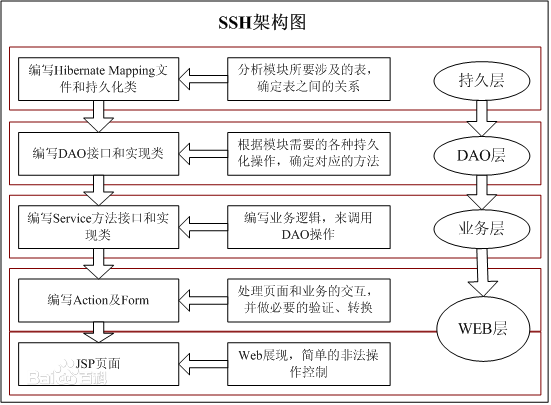 SSH架构图
编写Hibernate Mapping文
件和持久化类
分析模块所要涉及的表，
确定表之间的关系
持久层
编写DAO接口和实现类
根据模块需要的各种持久
化操作，确定对应的方法
DAO层
编写Service方法接口和实
现类
编写业务逻辑，来调用
DAO操作
业务层
编写Action及Form
处理页面和业务的交互，
并做必要的验证、转换
WEB层
JSP页面
Web展现，简单的非法操
作控制
Bai百科